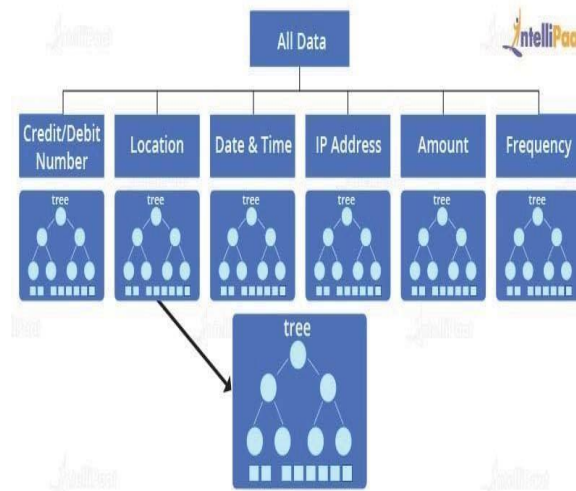 All Data
ntelliPaat
Credit/Debit
Number
Location
Date & Time
IP Address
Amount
Frequency
tree
tree
tree
tree
tree
tree
tree